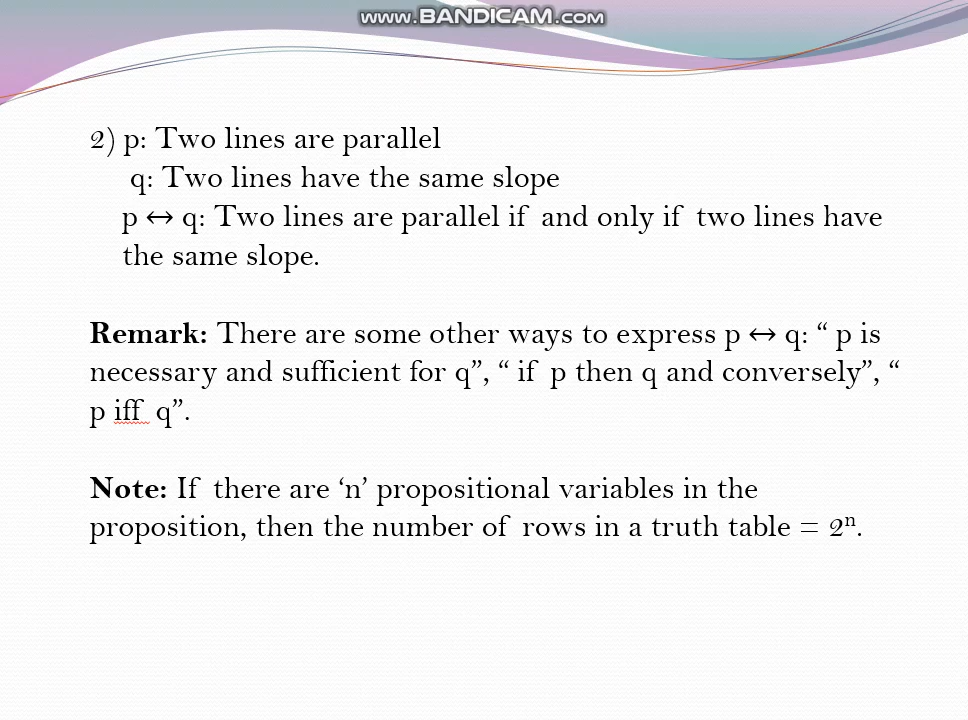 www.BANDICAM.com
2) p: Two lines are parallel
q: Two lines have the same slope
p ↔ q: Two lines are parallel if and only if two lines have
the same slope.
Remark: There are some other ways to express p ↔ q: “ p is
necessary and sufficient for q”, “ if p then q and conversely”, “
p iff q”.
Note: If there are ‘n’ propositional variables in the
proposition, then the number of rows in a truth table = 2ⁿ.